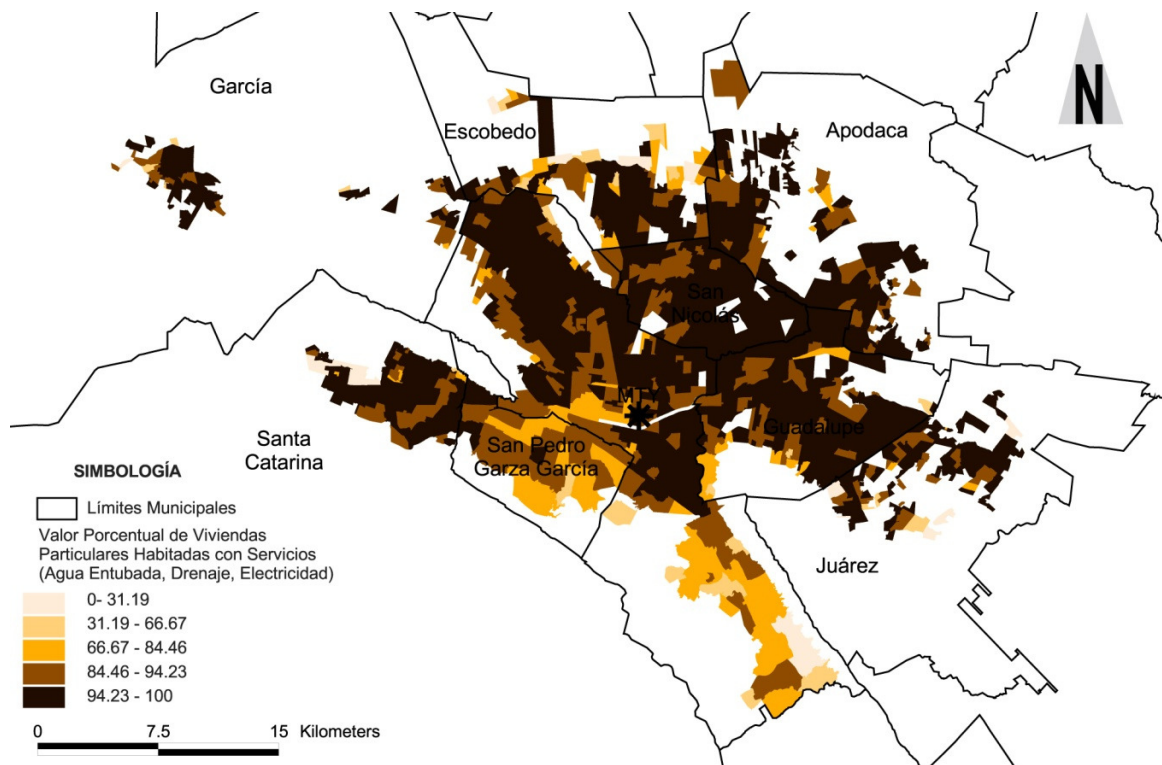 García
Escobedo
Apodaca
N
San
Nicolás
MTY
Guadalupe
Santa
Catarina
San Pedro
Garza García
Juárez
SIMBOLOGÍA
Límites Municipales
Valor Porcentual de Viviendas
Particulares Habitadas con Servicios
(Agua Entubada, Drenaje, Electricidad)
0- 31.19
31.19 - 66.67
66.67 - 84.46
84.46 - 94.23
94.23 - 100
0 7.5 15 Kilometers